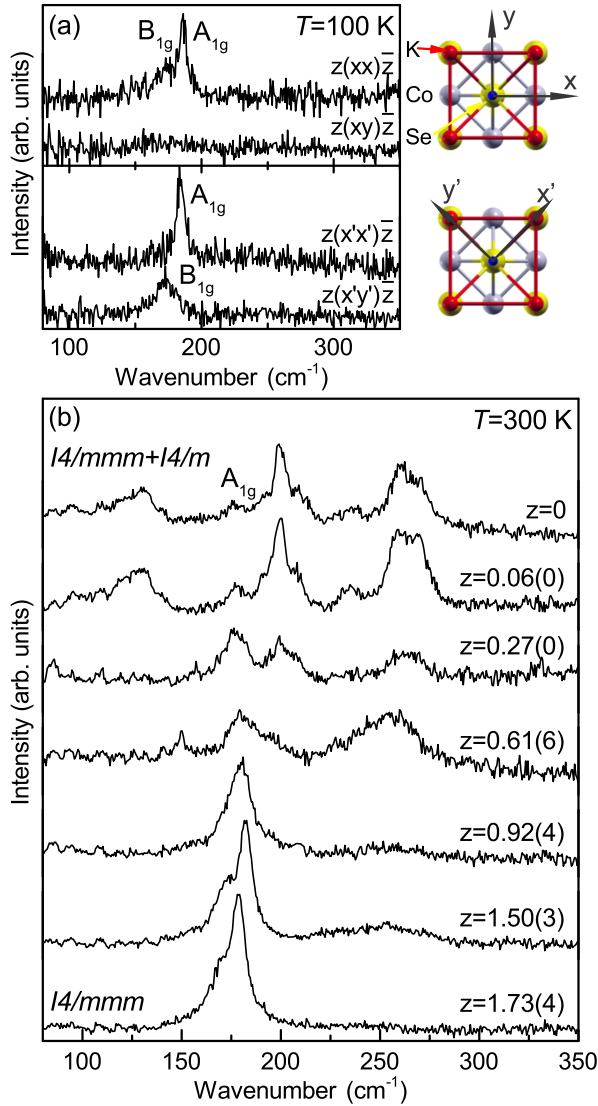 (a)
T=100 K
B1g A1g
z(xx)z̅
z(xy)z̅
A1g
z(x'x')z̅
B1g
z(x'y')z̅
Intensity (arb. units)
100 200 300
Wavenumber (cm-1)
y
K
x
Co
Se
y'
x'
(b)
T=300 K
I4/mmm+I4/m
A1g
z=0
z=0.06(0)
z=0.27(0)
z=0.61(6)
z=0.92(4)
z=1.50(3)
I4/mmm
z=1.73(4)
Intensity (arb. units)
100 150 200 250 300 350
Wavenumber (cm-1)